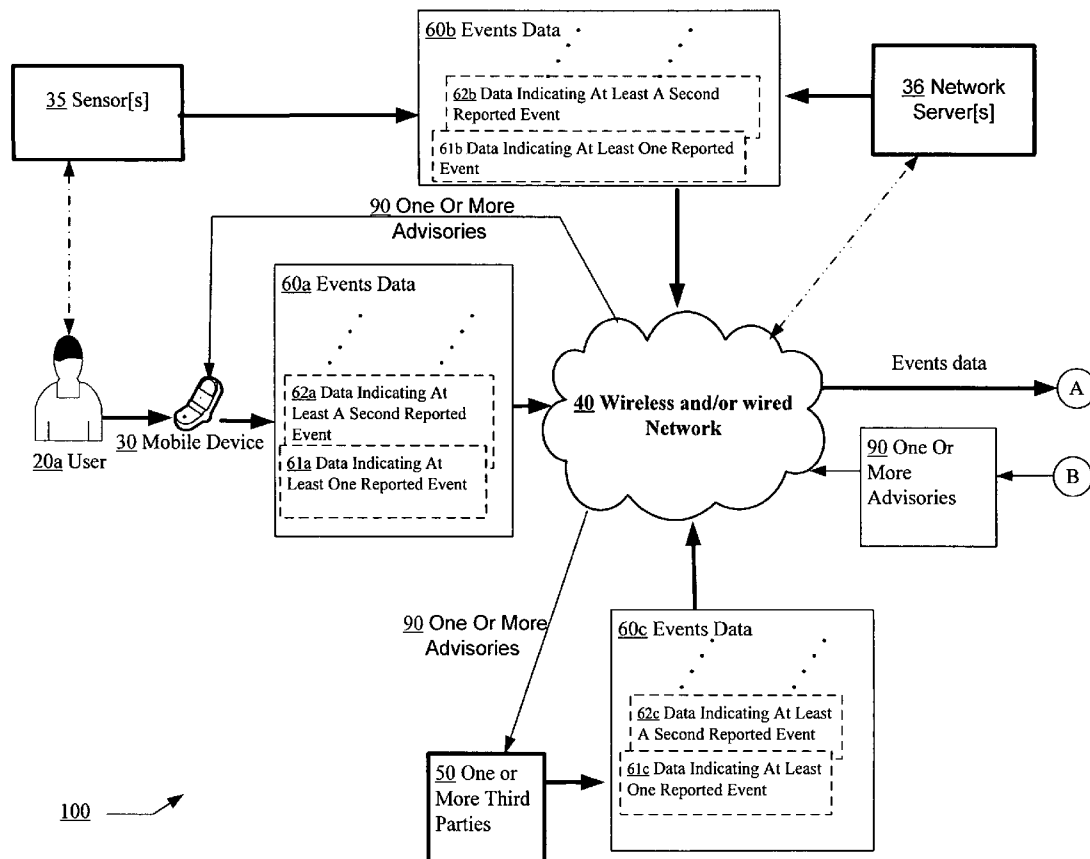 60b Events Data
35 Sensor[s]
62b Data Indicating At Least A Second
Reported Event
61b Data Indicating At Least One Reported
Event
36 Network
Server[s]
90 One Or More
Advisories
60a Events Data
62a Data Indicating At
Least A Second Reported
Event
61a Data Indicating At
Least One Reported Event
20a User
30 Mobile Device
40 Wireless and/or wired
Network
Events data
A
90 One Or
More
Advisories
B
90 One Or More
Advisories
60c Events Data
62c Data Indicating At Least
A Second Reported Event
61c Data Indicating At Least
One Reported Event
50 One or
More Third
Parties
100